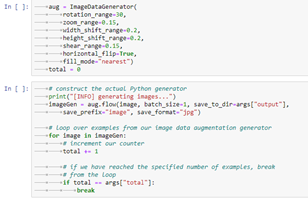 In [ ]:
aug = ImageDataGenerator(
rotation_range=30,
zoom_range=0.15,
width_shift_range=0.2,
height_shift_range=0.2,
shear_range=0.15,
horizontal_flip=True,
fill_mode="nearest")
total = 0
In [ ]:
# construct the actual Python generator
print("[INFO] generating images...")
imageGen = aug.flow(image, batch_size=1, save_to_dir=args["output"],
save_prefix="image", save_format="jpg")
# Loop over examples from our image data augmentation generator
for image in imageGen:
# increment our counter
total += 1
# if we have reached the specified number of examples, break
# from the loop
if total == args["total"]:
break